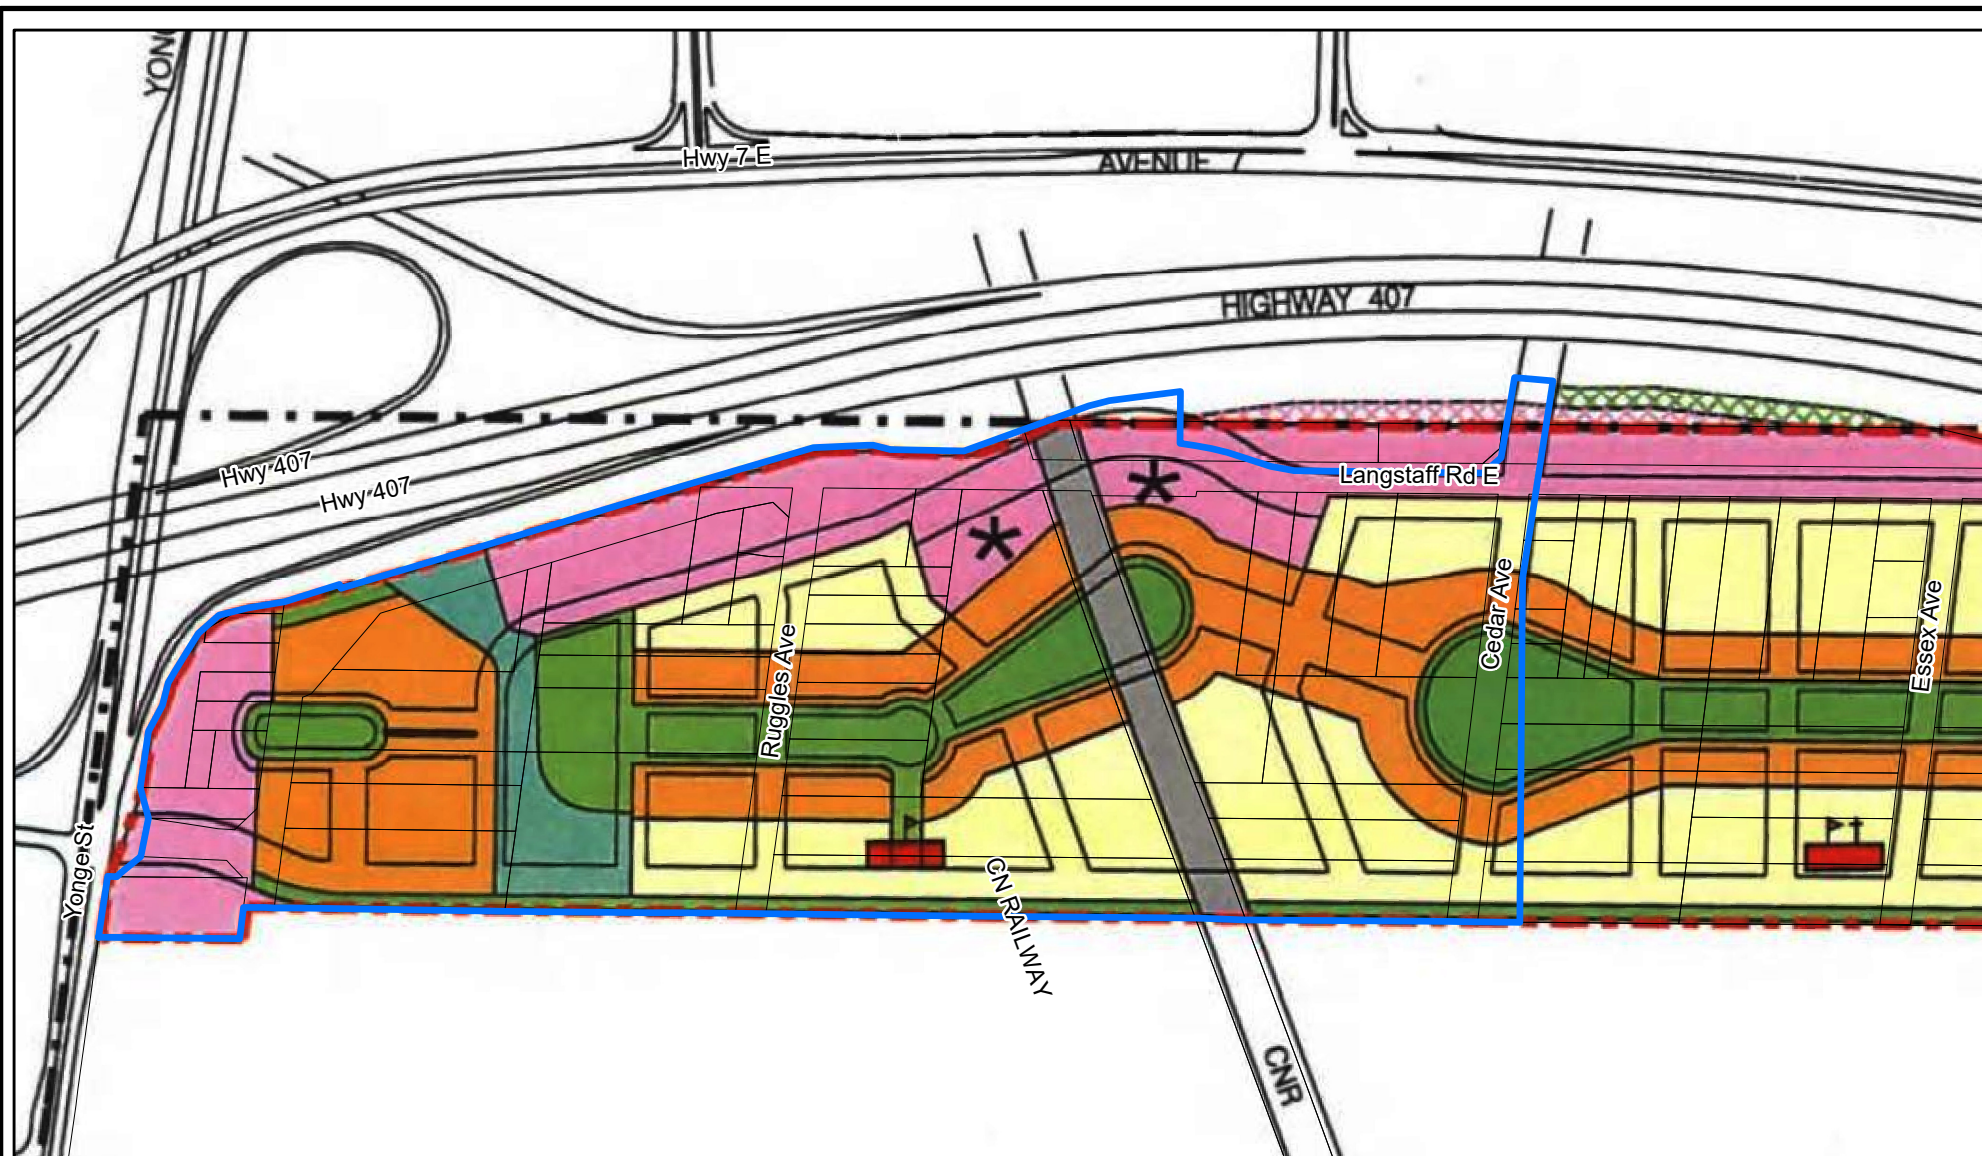 YONG
Hwy 7 E
AVENUE 7
HIGHWAY 407
Hwy 407
Hwy 407
Langstaff Rd E
Cedar Ave
Essex Ave
Ruggles Ave
Yonge St
CN RAILWAY
CNR